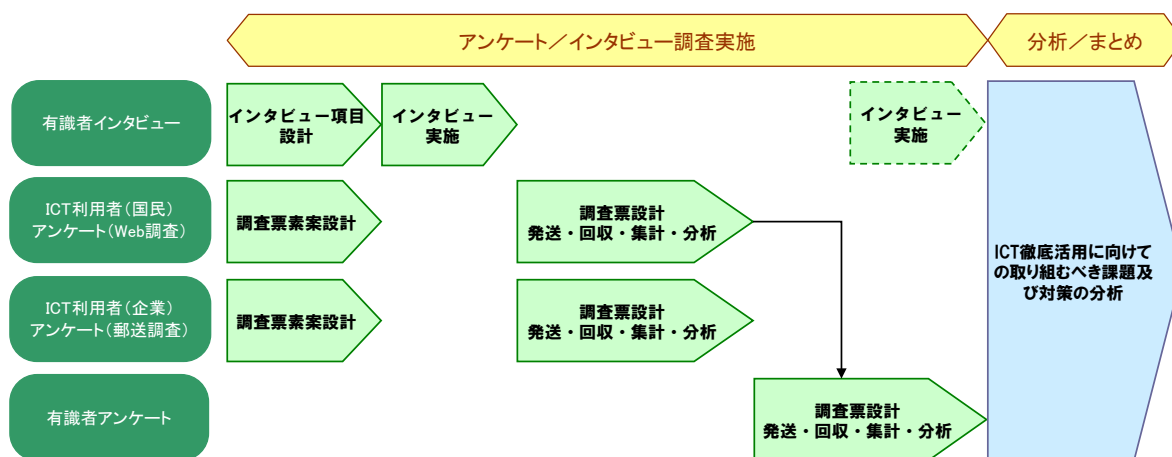 アンケート／インタビュー調査実施
分析／まとめ
有識者インタビュー
インタビュー項目
設計
インタビュー
実施
インタビュー
実施
ICT利用者（国民）
アンケート（Web調査）
調査票素案設計
調査票設計
発送・回収・集計・分析
ICT徹底活用に向けて
の取り組むべき課題及
び対策の分析
ICT利用者（企業）
アンケート（郵送調査）
調査票素案設計
調査票設計
発送・回収・集計・分析
有識者アンケート
調査票設計
発送・回収・集計・分析